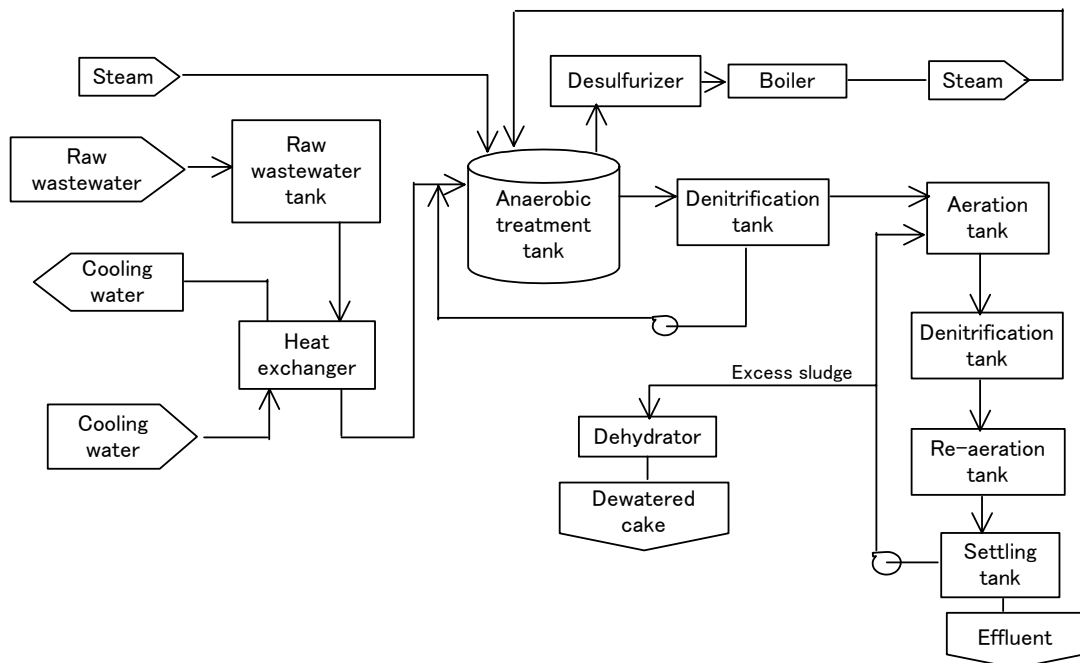 Steam
Desulfurizer
Boiler
Steam
Raw
wastewater
Raw
wastewater
tank
Anaerobic
treatment
tank
Denitrification
tank
Aeration
tank
Cooling
water
Heat
exchanger
Denitrification
tank
Excess sludge
Cooling
water
Dehydrator
Re-aeration
tank
Dewatered
cake
Settling
tank
Effluent